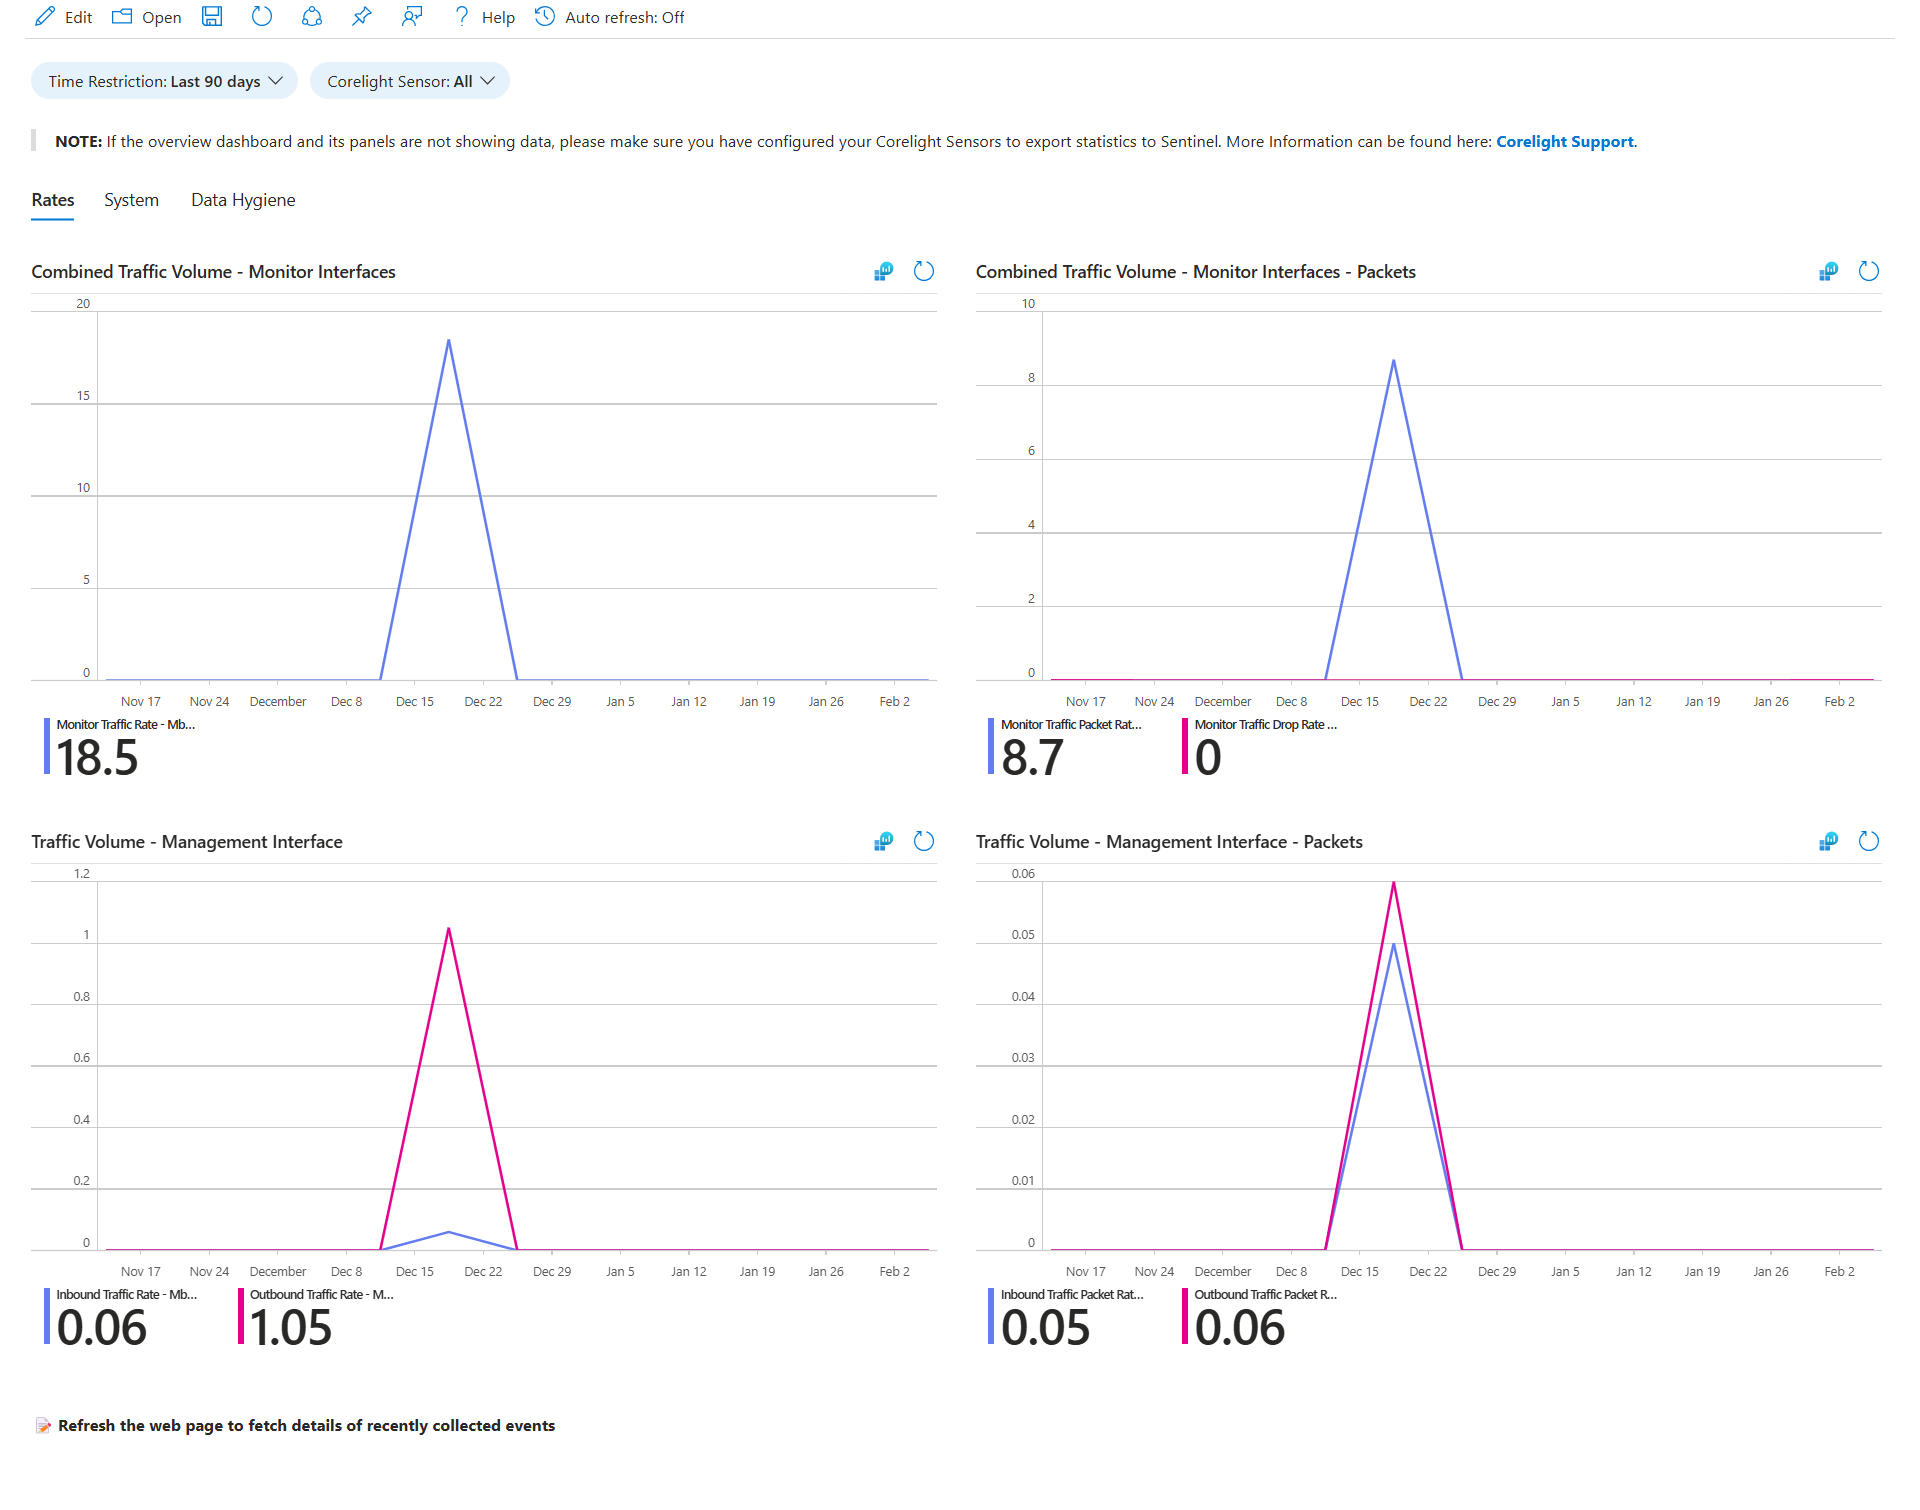 Edit Open Help Auto refresh: Off
Time Restriction: Last 90 days Corelight Sensor: All
NOTE: If the overview dashboard and its panels are not showing data, please make sure you have configured your Corelight Sensors to export statistics to Sentinel. More Information can be found here: Corelight Support.
Rates System Data Hygiene
Combined Traffic Volume - Monitor Interfaces
20
15
10
5
0
Nov 17 Nov 24 December Dec 8 Dec 15 Dec 22 Dec 29 Jan 5 Jan 12 Jan 19 Jan 26 Feb 2
Monitor Traffic Rate - Mb...
18.5
Combined Traffic Volume - Monitor Interfaces - Packets
10
8
6
4
2
0
Nov 17 Nov 24 December Dec 8 Dec 15 Dec 22 Dec 29 Jan 5 Jan 12 Jan 19 Jan 26 Feb 2
Monitor Traffic Packet Rat... Monitor Traffic Drop Rate ...
8.7 0
Traffic Volume - Management Interface
1.2
1
0.8
0.6
0.4
0.2
0
Nov 17 Nov 24 December Dec 8 Dec 15 Dec 22 Dec 29 Jan 5 Jan 12 Jan 19 Jan 26 Feb 2
Inbound Traffic Rate - Mb... Outbound Traffic Rate - M...
0.06 1.05
Traffic Volume - Management Interface - Packets
0.06
0.05
0.04
0.03
0.02
0.01
0
Nov 17 Nov 24 December Dec 8 Dec 15 Dec 22 Dec 29 Jan 5 Jan 12 Jan 19 Jan 26 Feb 2
Inbound Traffic Packet Rat... Outbound Traffic Packet R...
0.05 0.06
Refresh the web page to fetch details of recently collected events